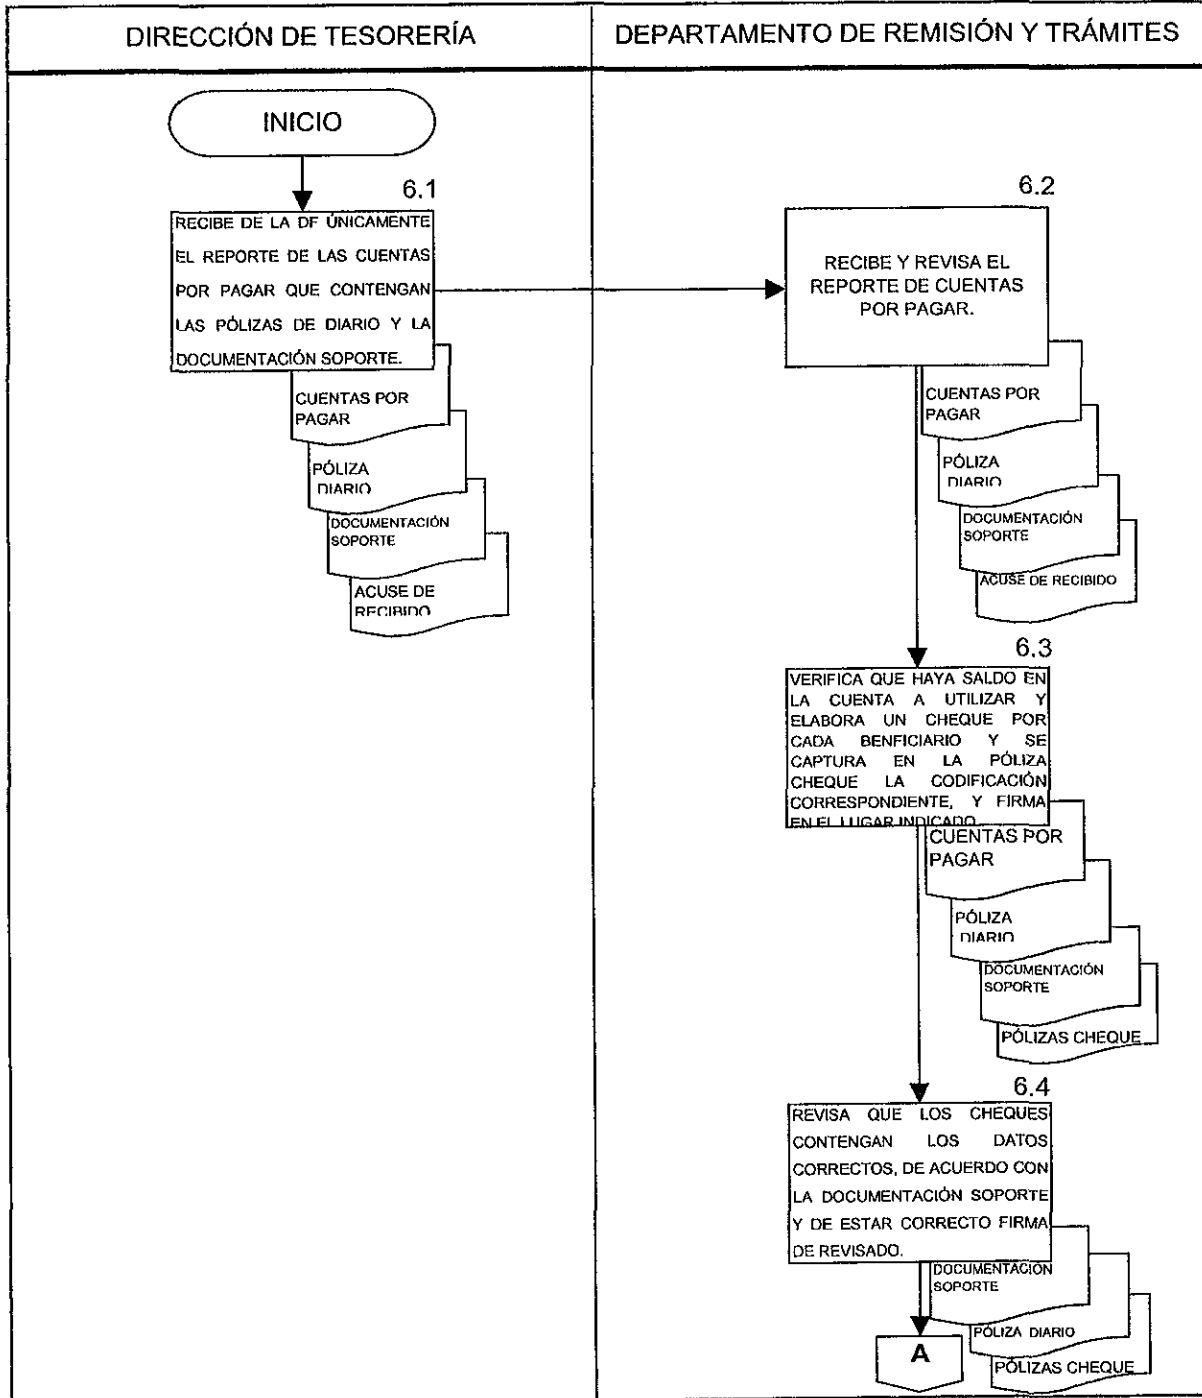 DIRECCIÓN DE TESORERÍA
DEPARTAMENTO DE REMISIÓN Y TRÁMITES
INICIO
6.1
RECIBE DE LA DF ÚNICAMENTE
EL REPORTE DE LAS CUENTAS
POR PAGAR QUE CONTENGAN
LAS PÓLIZAS DE DIARIO Y LA
DOCUMENTACIÓN SOPORTE.
CUENTAS POR
PAGAR
PÓLIZA
DIARIO
DOCUMENTACIÓN
SOPORTE
ACUSE DE
RECIBIDO
6.2
RECIBE Y REVISA EL
REPORTE DE CUENTAS
POR PAGAR.
CUENTAS POR
PAGAR
PÓLIZA
DIARIO
DOCUMENTACIÓN
SOPORTE
ACUSE DE RECIBIDO
6.3
VERIFICA QUE HAYA SALDO EN
LA CUENTA A UTILIZAR Y
ELABORA UN CHEQUE POR
CADA BENFICIARIO Y SE
CAPTURA EN LA PÓLIZA
CHEQUE LA CODIFICACIÓN
CORRESPONDIENTE, Y FIRMA
EN EL LUGAR INDICADO
CUENTAS POR
PAGAR
PÓLIZA
DIARIO
DOCUMENTACIÓN
SOPORTE
PÓLIZAS CHEQUE
6.4
REVISA QUE LOS CHEQUES
CONTENGAN LOS DATOS
CORRECTOS, DE ACUERDO CON
LA DOCUMENTACIÓN SOPORTE
Y DE ESTAR CORRECTO FIRMA
DE REVISADO.
DOCUMENTACIÓN
SOPORTE
PÓLIZA DIARIO
PÓLIZAS CHEQUE
A